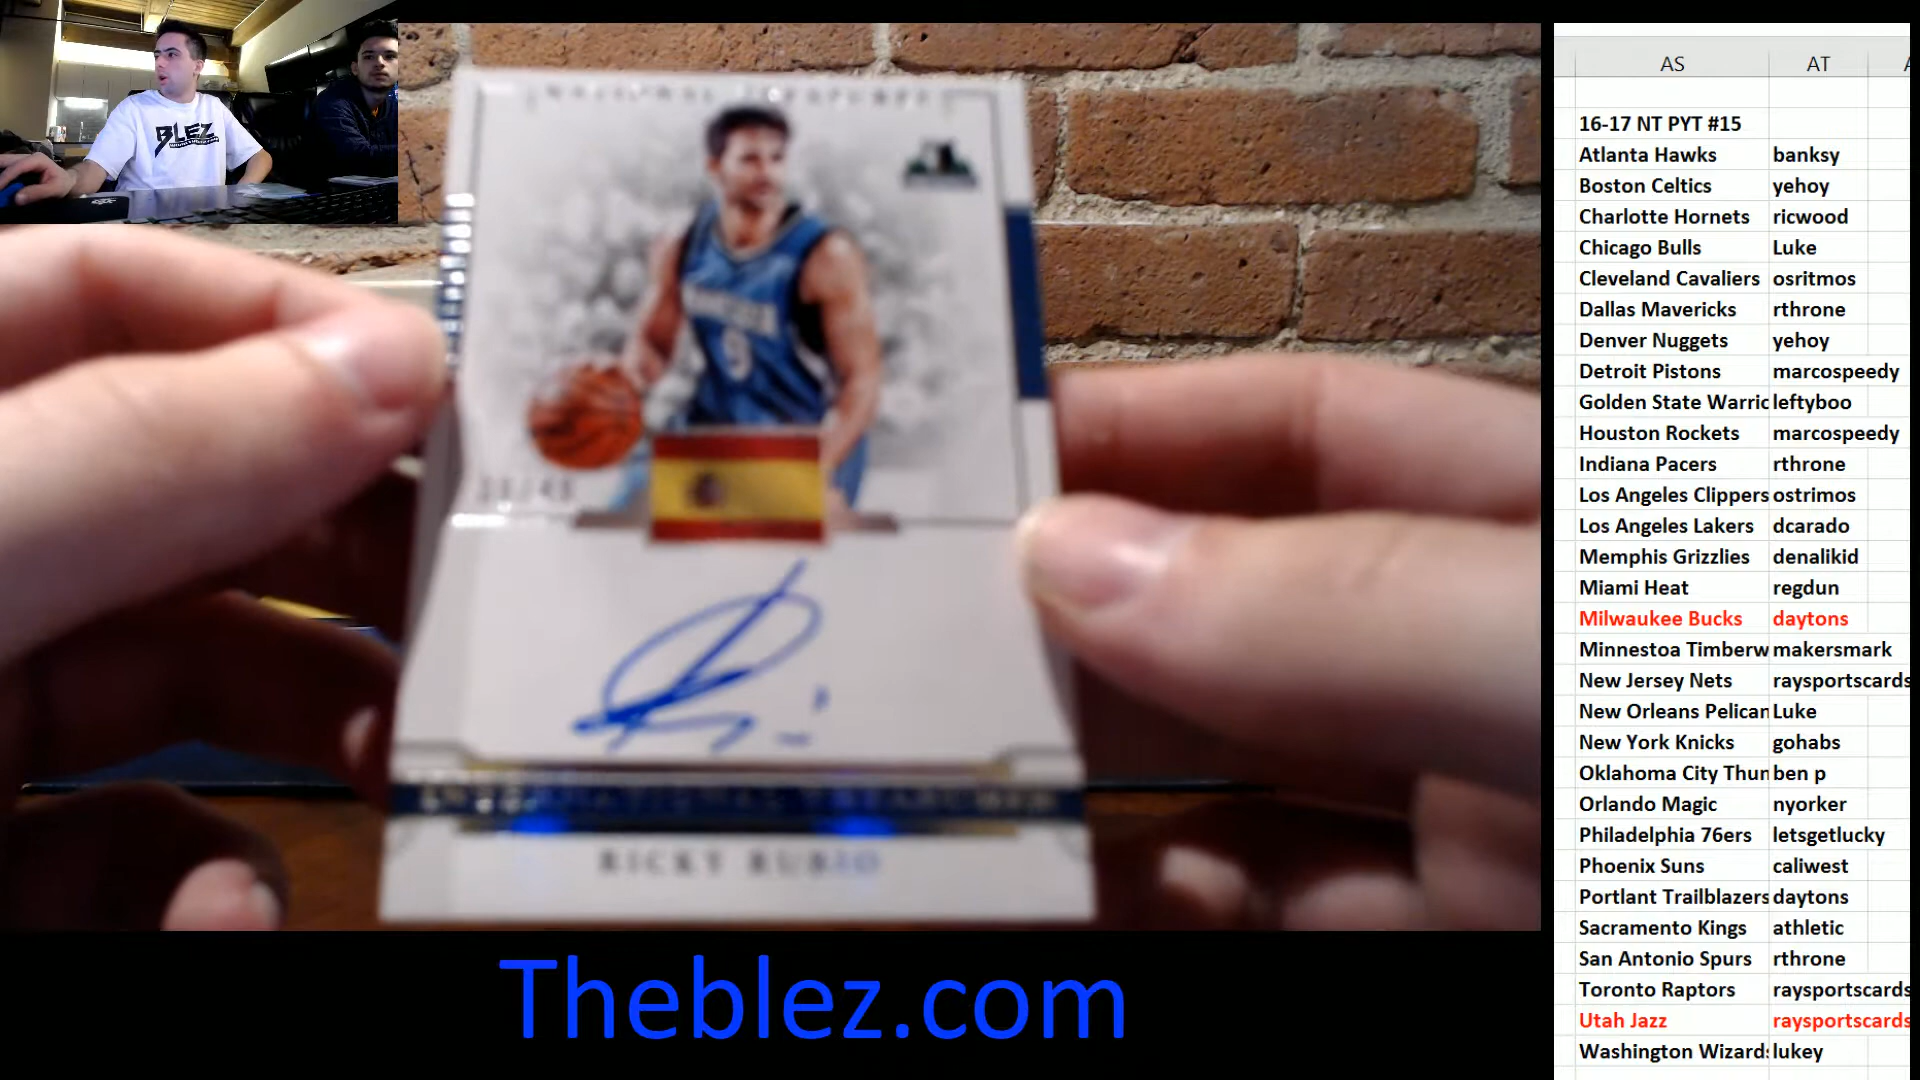 BLEZ
NATIONAL TREASURES
9
INTERNATIONAL TREASURES
RICKY RUBIO
Theblez.com
AS AT
16-17 NT PYT #15
Atlanta Hawks banksy
Boston Celtics yehoy
Charlotte Hornets ricwood
Chicago Bulls Luke
Cleveland Cavaliers osritmos
Dallas Mavericks rthrone
Denver Nuggets yehoy
Detroit Pistons marcospeedy
Golden State Warric leftyboo
Houston Rockets marcospeedy
Indiana Pacers rthrone
Los Angeles Clippers ostrimos
Los Angeles Lakers dcarado
Memphis Grizzlies denalikid
Miami Heat regdun
Milwaukee Bucks daytons
Minnestoa Timberw makersmark
New Jersey Nets raysportscards
New Orleans Pelican Luke
New York Knicks gohabs
Oklahoma City Thun ben p
Orlando Magic nyorker
Philadelphia 76ers letsgetlucky
Phoenix Suns caliwest
Portlant Trailblazers daytons
Sacramento Kings athletic
San Antonio Spurs rthrone
Toronto Raptors raysportscards
Utah Jazz raysportscards
Washington Wizards lukey